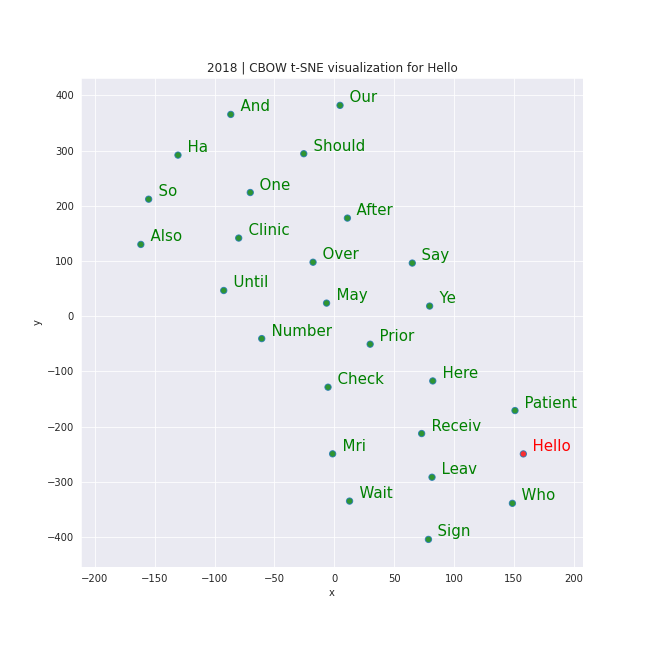 2018 | CBOW t-SNE visualization for Hello
400
300
200
100
0
−100
−200
−300
−400
y
Our
And
Should
Ha
One
So
After
Clinic
Also
Over
Say
Until
May
Ye
Number
Prior
Check
Here
Patient
Receiv
Mri
Hello
Leav
Wait
Who
Sign
−200 −150 −100 −50 0 50 100 150 200
x